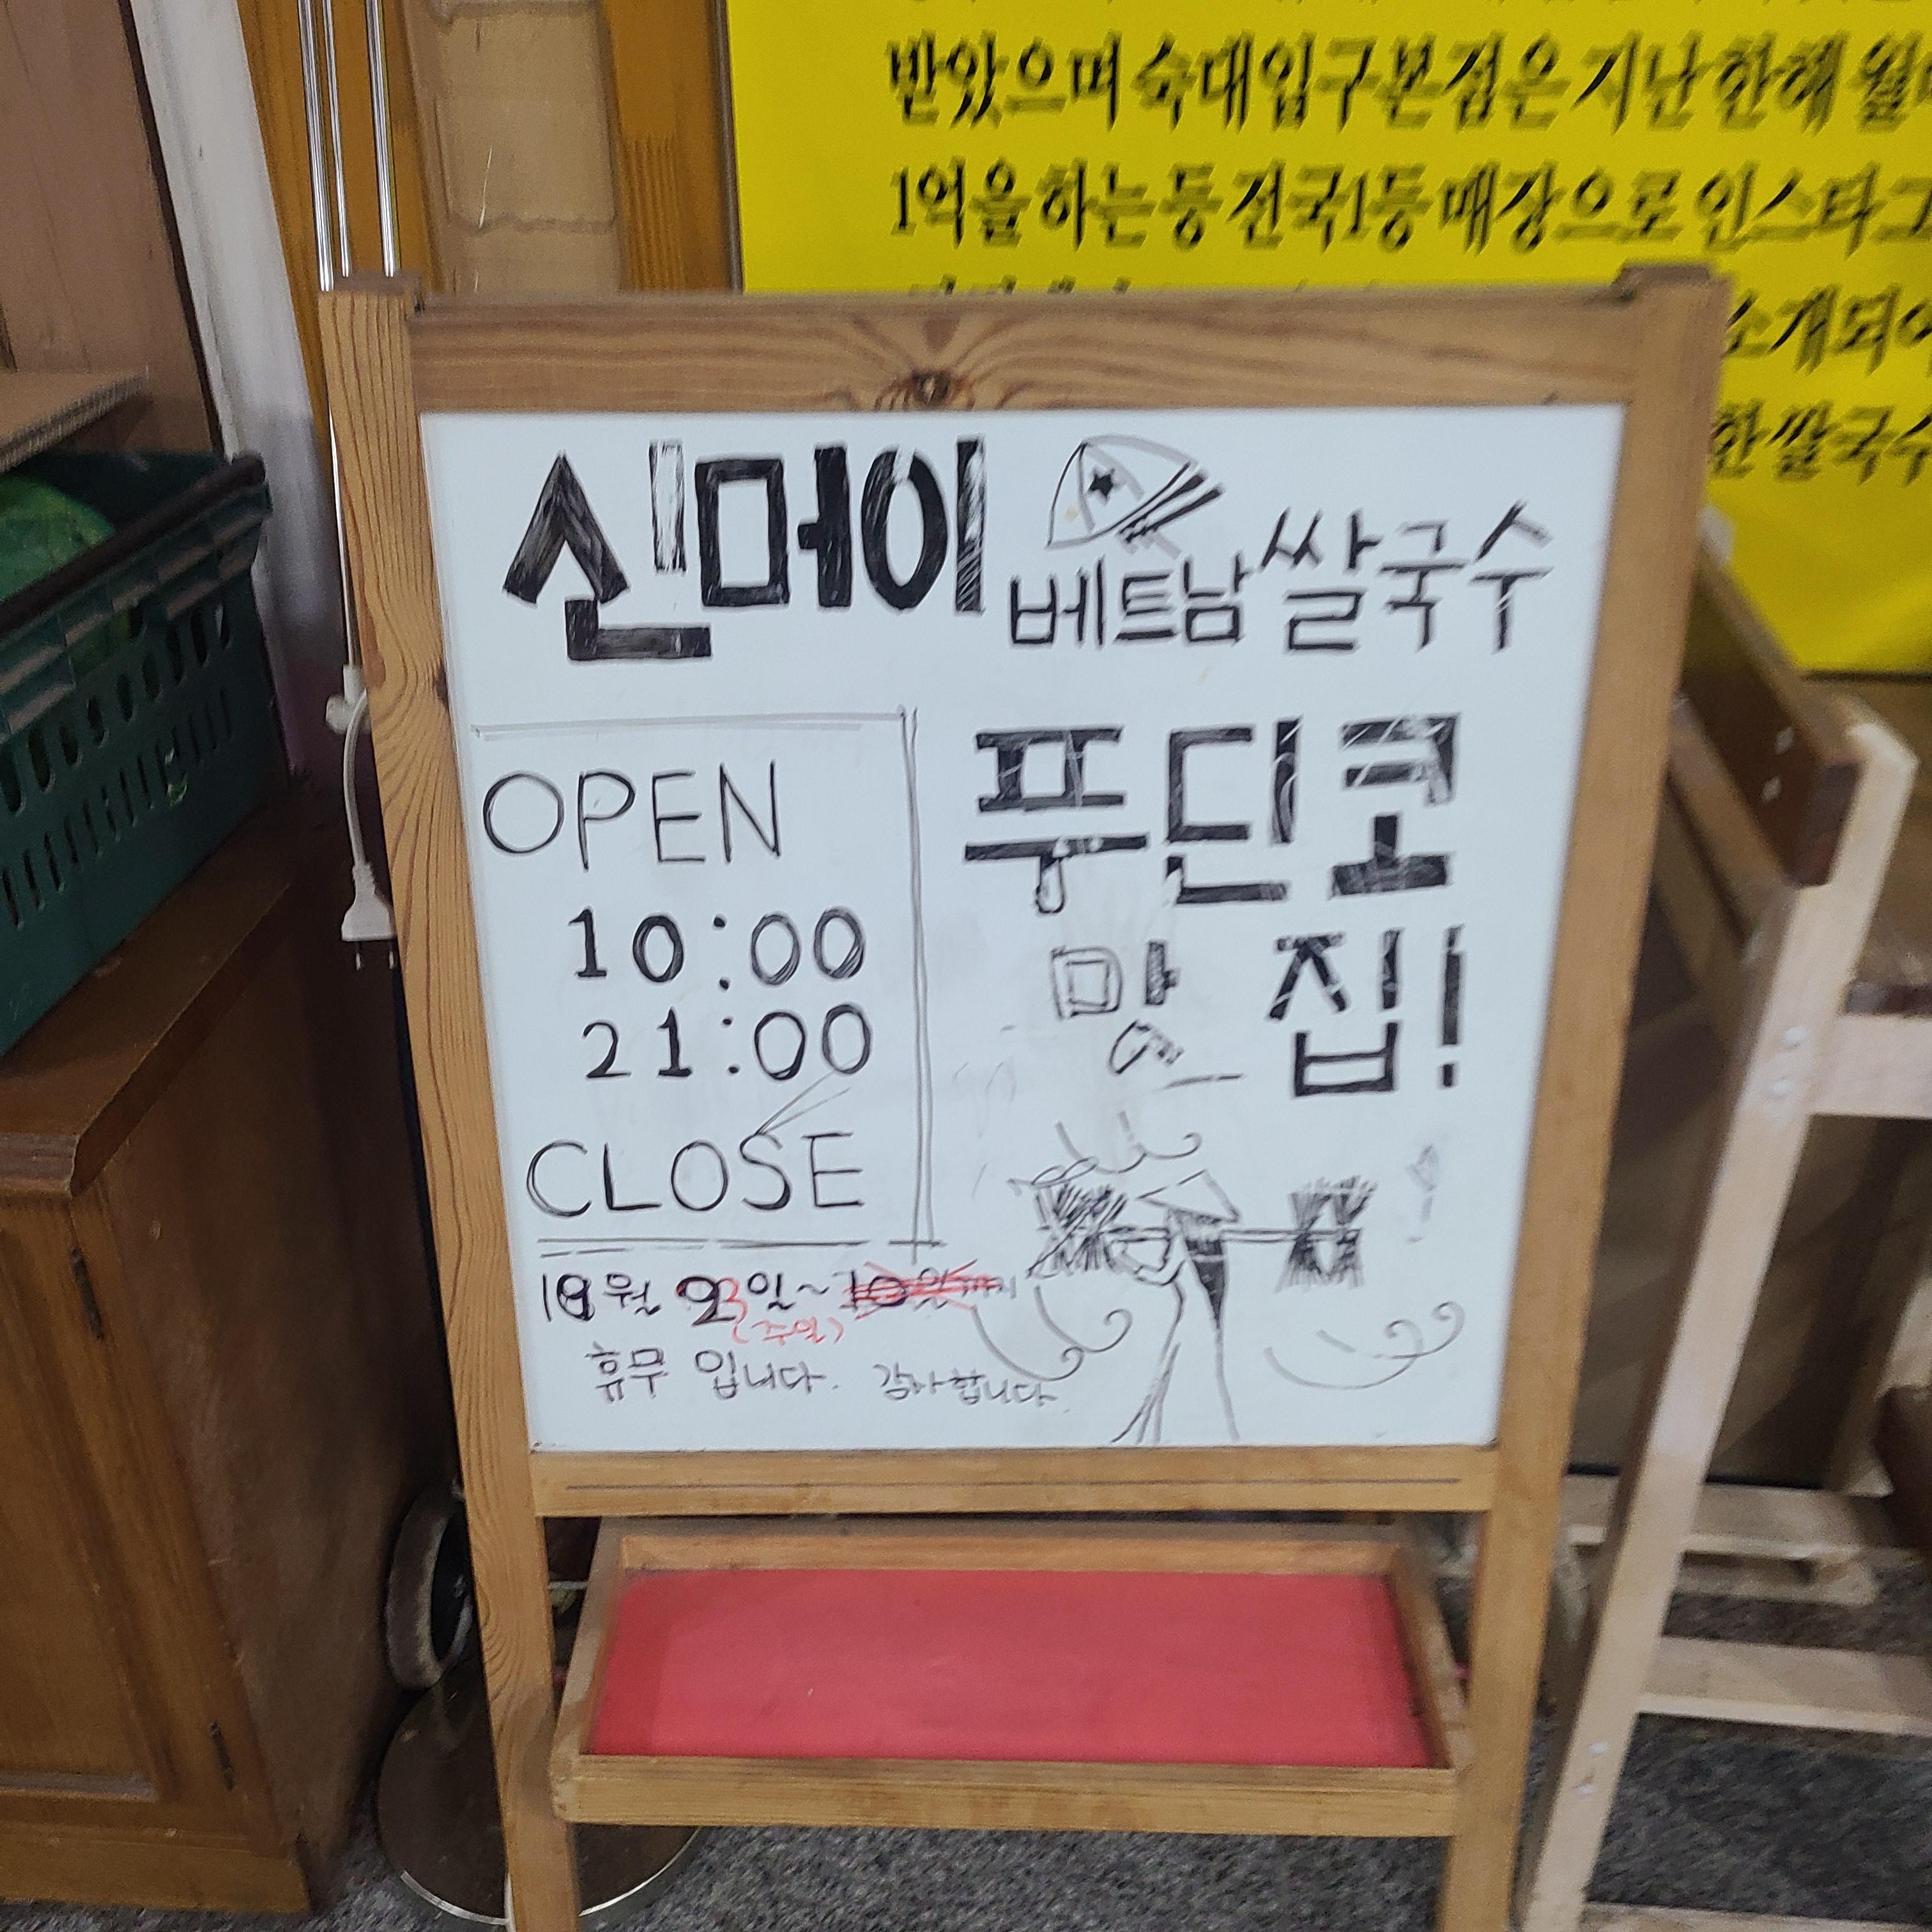 받았으며 숙대입구본점은 지난 한해 월
1억을 하는 등 전국1등 매장으로 인스타그
소개되어
한 쌀국수
신머이
베트남 쌀국수
OPEN
10:00
21:00
CLOSE
푸딘코
맛집!
일~
(주일)
휴무 입니다. 감사합니다.